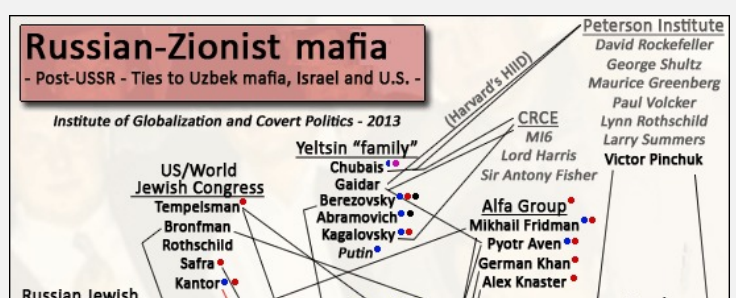 Russian-Zionist mafia
- Post-USSR - Ties to Uzbek mafia, Israel and U.S. -
Institute of Globalization and Covert Politics - 2013
Peterson Institute
David Rockefeller
George Shultz
Maurice Greenberg
Paul Volcker
Lynn Rothschild
Larry Summers
Victor Pinchuk
(Harvard's HIID)
CRCE
MI6
Lord Harris
Sir Antony Fisher
Yeltsin “family”
Chubais
Gaidar
Berezovsky
Abramovich
Kagalovsky
Putin
US/World
Jewish Congress
Tempelsman
Bronfman
Rothschild
Safra
Kantor
Alfa Group
Mikhail Fridman
Pyotr Aven
German Khan
Alex Knaster
Russian Jewish